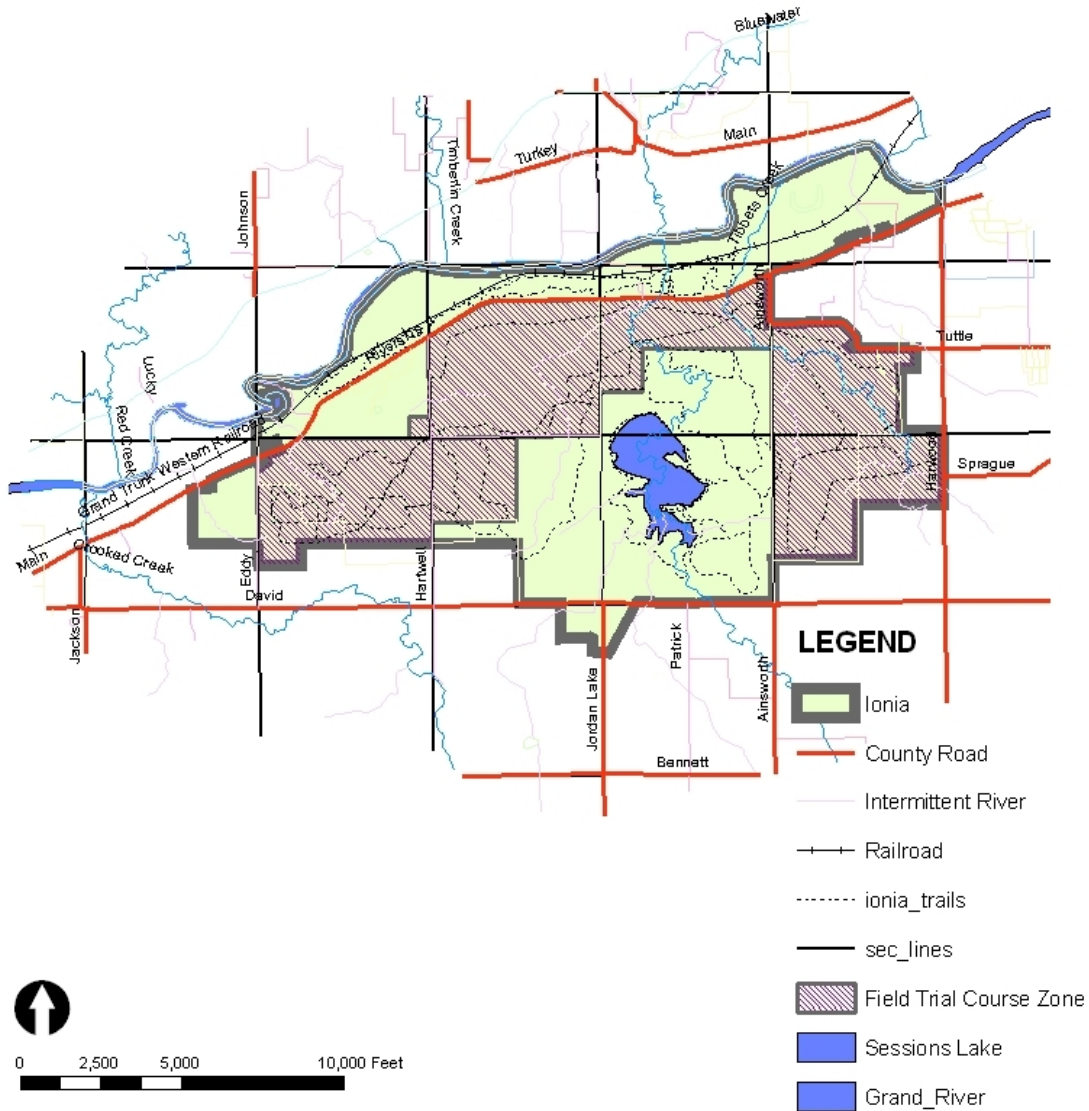 Bluewater
Main
Turkey
Timberlin Creek
Johnson
Tibbets Creek
Ainsworth
Riverside
Tuttle
Lucky
Red Creek
Grand Trunk Western Railroad
Harwood
Sprague
Main
Crooked Creek
Eddy
David
Hartwell
Jackson
Jordan Lake
Patrick
Ainsworth
Bennett
LEGEND
Ionia
County Road
Intermittent River
Railroad
ionia_trails
sec_lines
Field Trial Course Zone
Sessions Lake
Grand_River
0 2,500 5,000 10,000 Feet